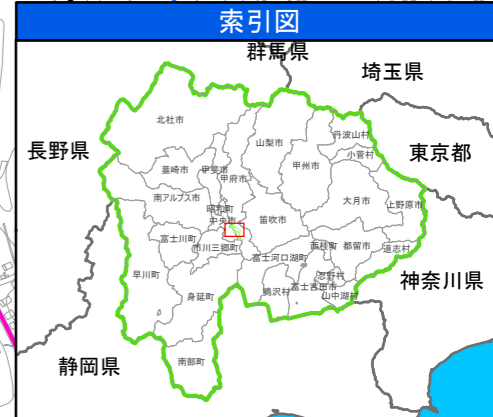 索引図
群馬県
埼玉県
長野県
東京都
神奈川県
静岡県
北杜市
山梨市
丹波山村
小菅村
甲州市
韮崎市
甲斐市
甲府市
南アルプス市
昭和町
中央市
笛吹市
大月市
上野原市
富士川町
市川三郷町
富士河口湖町
西桂町
都留市
道志村
早川町
身延町
鳴沢村
富士吉田市
忍野村
山中湖村
南部町